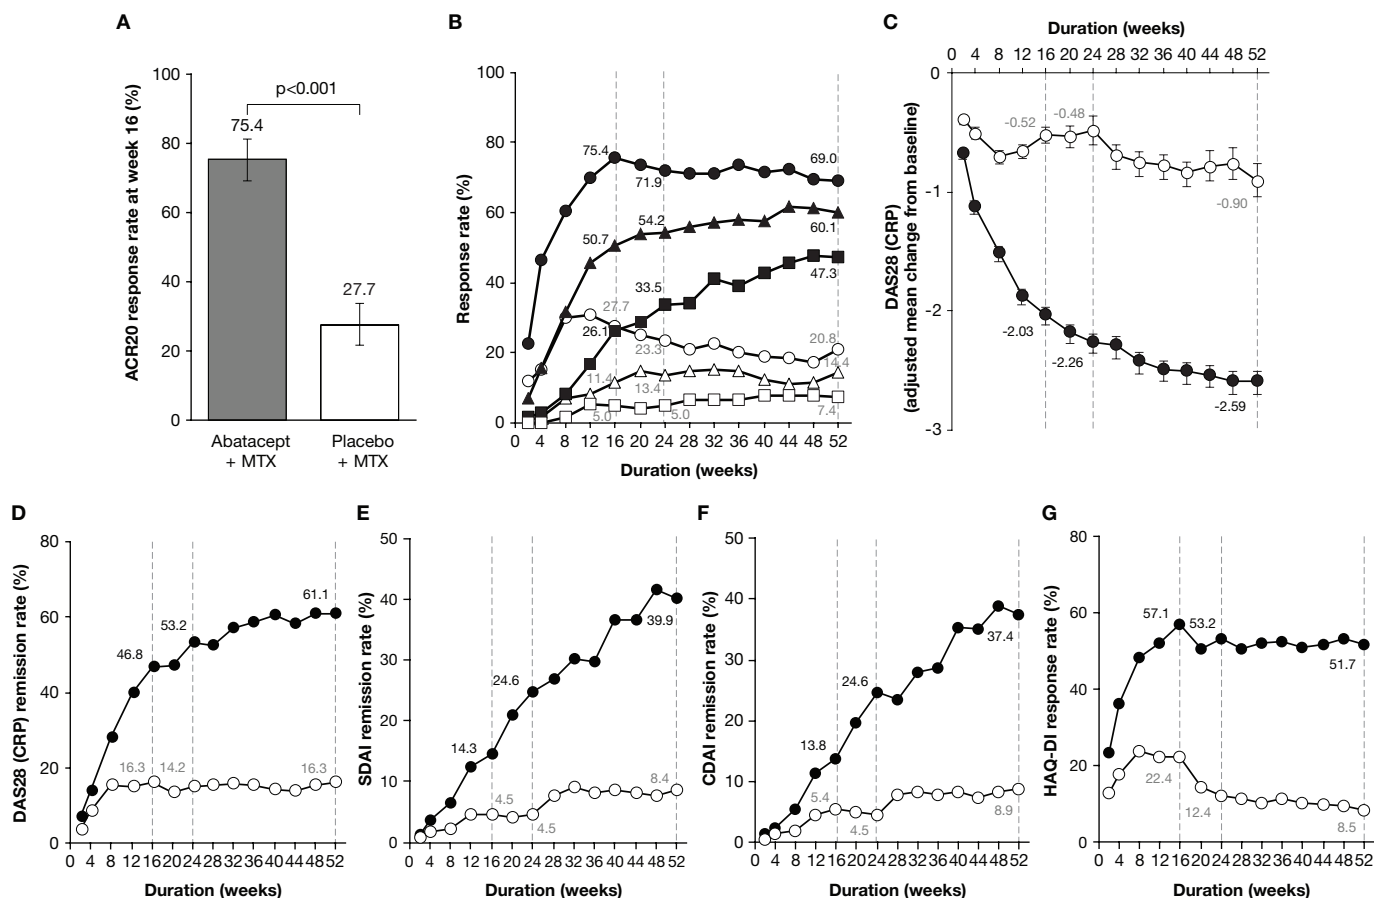 A
ACR20 response rate at week 16 (%)
100
80
60
40
20
0
p<0.001
75.4
27.7
Abatacept
+ MTX
Placebo
+ MTX
B
Response rate (%)
100
80
60
40
20
0
75.4
71.9
69.0
50.7
54.2
60.1
26.1
33.5
47.3
27.7
23.3
20.8
11.4
13.4
14.4
5.0
5.0
7.4
0 4 8 12 16 20 24 28 32 36 40 44 48 52
Duration (weeks)
C
Duration (weeks)
0 4 8 12 16 20 24 28 32 36 40 44 48 52
DAS28 (CRP)
(adjusted mean change from baseline)
0
-1
-2
-3
-0.52
-0.48
-0.90
-2.03
-2.26
-2.59
D
DAS28 (CRP) remission rate (%)
80
60
40
20
0
46.8
53.2
61.1
16.3
14.2
16.3
0 4 8 12 16 20 24 28 32 36 40 44 48 52
Duration (weeks)
E
SDAI remission rate (%)
50
40
30
20
10
0
14.3
24.6
39.9
4.5
4.5
8.4
0 4 8 12 16 20 24 28 32 36 40 44 48 52
Duration (weeks)
F
CDAI remission rate (%)
50
40
30
20
10
0
13.8
24.6
37.4
5.4
4.5
8.9
0 4 8 12 16 20 24 28 32 36 40 44 48 52
Duration (weeks)
G
HAQ-DI response rate (%)
80
60
40
20
0
57.1
53.2
51.7
22.4
12.4
8.5
0 4 8 12 16 20 24 28 32 36 40 44 48 52
Duration (weeks)